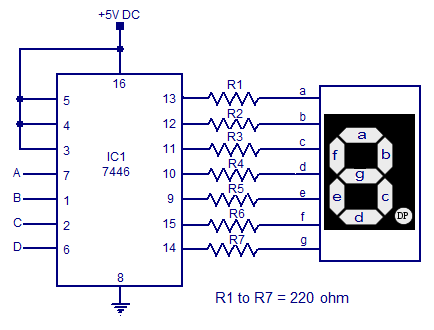 +5V DC
16
5
4
3
A 7
B 1
C 2
D 6
IC1
7446
8
13 R1 a
12 R2 b
11 R3 c
10 R4 d
9 R5 e
15 R6 f
14 R7 g
a
f b
g
e c
d DP
R1 to R7 = 220 ohm